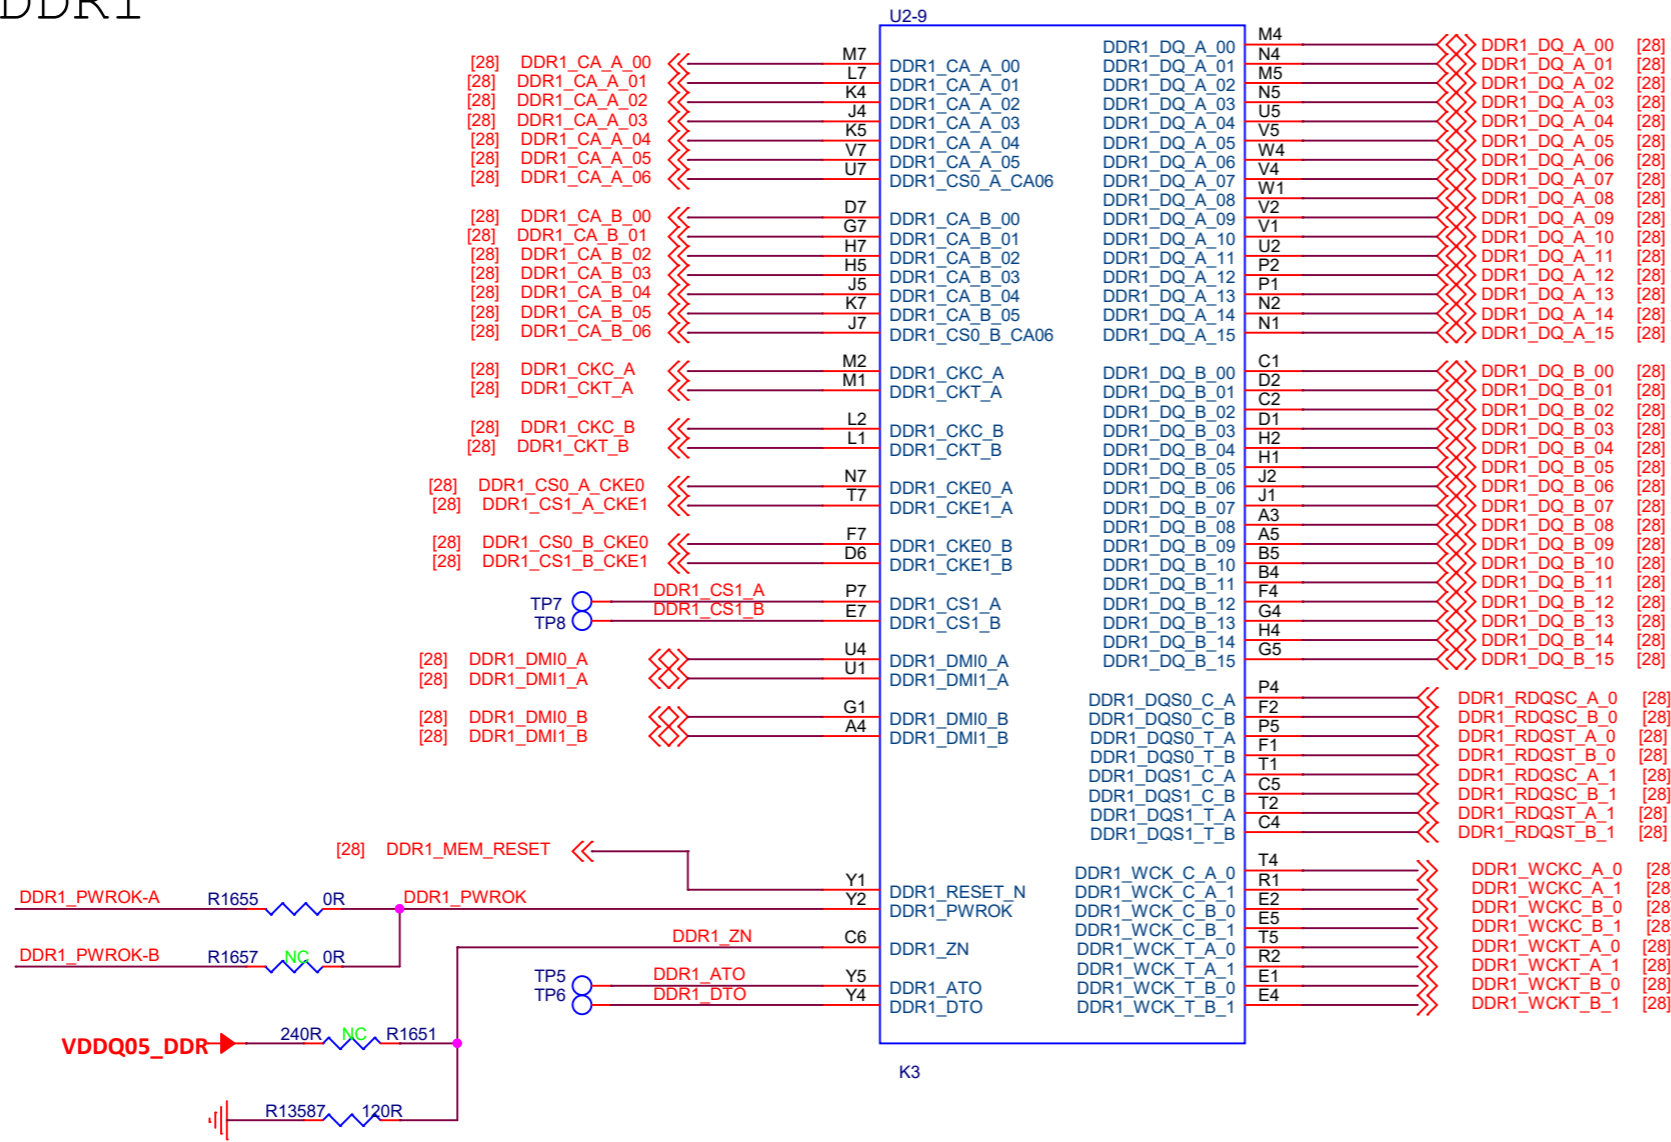 DDR1
U2-9
[28] DDR1_CA_A_00 M7 DDR1_CA_A_00
[28] DDR1_CA_A_01 L7 DDR1_CA_A_01
[28] DDR1_CA_A_02 K4 DDR1_CA_A_02
[28] DDR1_CA_A_03 J4 DDR1_CA_A_03
[28] DDR1_CA_A_04 K5 DDR1_CA_A_04
[28] DDR1_CA_A_05 V7 DDR1_CA_A_05
[28] DDR1_CA_A_06 U7 DDR1_CS0_A_CA06
[28] DDR1_CA_B_00 D7 DDR1_CA_B_00
[28] DDR1_CA_B_01 G7 DDR1_CA_B_01
[28] DDR1_CA_B_02 H7 DDR1_CA_B_02
[28] DDR1_CA_B_03 H5 DDR1_CA_B_03
[28] DDR1_CA_B_04 J5 DDR1_CA_B_04
[28] DDR1_CA_B_05 K7 DDR1_CA_B_05
[28] DDR1_CA_B_06 J7 DDR1_CS0_B_CA06
[28] DDR1_CKC_A M2 DDR1_CKC_A
[28] DDR1_CKT_A M1 DDR1_CKT_A
[28] DDR1_CKC_B L2 DDR1_CKC_B
[28] DDR1_CKT_B L1 DDR1_CKT_B
[28] DDR1_CS0_A_CKE0 N7 DDR1_CKE0_A
[28] DDR1_CS1_A_CKE1 T7 DDR1_CKE1_A
[28] DDR1_CS0_B_CKE0 F7 DDR1_CKE0_B
[28] DDR1_CS1_B_CKE1 D6 DDR1_CKE1_B
TP7 DDR1_CS1_A P7 DDR1_CS1_A
TP8 DDR1_CS1_B E7 DDR1_CS1_B
[28] DDR1_DMI0_A U4 DDR1_DMI0_A
[28] DDR1_DMI1_A U1 DDR1_DMI1_A
[28] DDR1_DMI0_B G1 DDR1_DMI0_B
[28] DDR1_DMI1_B A4 DDR1_DMI1_B
[28] DDR1_MEM_RESET Y1 DDR1_RESET_N
DDR1_PWROK-A R1655 0R DDR1_PWROK Y2 DDR1_PWROK
DDR1_PWROK-B R1657 NC 0R
DDR1_ZN C6 DDR1_ZN
TP5 DDR1_ATO Y5 DDR1_ATO
TP6 DDR1_DTO Y4 DDR1_DTO
VDDQ05_DDR 240R NC R1651
R13587 120R
DDR1_DQ_A_00 M4 DDR1_DQ_A_00 [28]
DDR1_DQ_A_01 N4 DDR1_DQ_A_01 [28]
DDR1_DQ_A_02 M5 DDR1_DQ_A_02 [28]
DDR1_DQ_A_03 N5 DDR1_DQ_A_03 [28]
DDR1_DQ_A_04 U5 DDR1_DQ_A_04 [28]
DDR1_DQ_A_05 V5 DDR1_DQ_A_05 [28]
DDR1_DQ_A_06 W4 DDR1_DQ_A_06 [28]
DDR1_DQ_A_07 V4 DDR1_DQ_A_07 [28]
DDR1_DQ_A_08 W1 DDR1_DQ_A_08 [28]
DDR1_DQ_A_09 V2 DDR1_DQ_A_09 [28]
DDR1_DQ_A_10 V1 DDR1_DQ_A_10 [28]
DDR1_DQ_A_11 U2 DDR1_DQ_A_11 [28]
DDR1_DQ_A_12 P2 DDR1_DQ_A_12 [28]
DDR1_DQ_A_13 P1 DDR1_DQ_A_13 [28]
DDR1_DQ_A_14 N2 DDR1_DQ_A_14 [28]
DDR1_DQ_A_15 N1 DDR1_DQ_A_15 [28]
DDR1_DQ_B_00 C1 DDR1_DQ_B_00 [28]
DDR1_DQ_B_01 D2 DDR1_DQ_B_01 [28]
DDR1_DQ_B_02 C2 DDR1_DQ_B_02 [28]
DDR1_DQ_B_03 D1 DDR1_DQ_B_03 [28]
DDR1_DQ_B_04 H2 DDR1_DQ_B_04 [28]
DDR1_DQ_B_05 H1 DDR1_DQ_B_05 [28]
DDR1_DQ_B_06 J2 DDR1_DQ_B_06 [28]
DDR1_DQ_B_07 J1 DDR1_DQ_B_07 [28]
DDR1_DQ_B_08 A3 DDR1_DQ_B_08 [28]
DDR1_DQ_B_09 A5 DDR1_DQ_B_09 [28]
DDR1_DQ_B_10 B5 DDR1_DQ_B_10 [28]
DDR1_DQ_B_11 B4 DDR1_DQ_B_11 [28]
DDR1_DQ_B_12 F4 DDR1_DQ_B_12 [28]
DDR1_DQ_B_13 G4 DDR1_DQ_B_13 [28]
DDR1_DQ_B_14 H4 DDR1_DQ_B_14 [28]
DDR1_DQ_B_15 G5 DDR1_DQ_B_15 [28]
DDR1_DQS0_C_A P4 DDR1_RDQSC_A_0 [28]
DDR1_DQS0_C_B F2 DDR1_RDQSC_B_0 [28]
DDR1_DQS0_T_A P5 DDR1_RDQST_A_0 [28]
DDR1_DQS0_T_B F1 DDR1_RDQST_B_0 [28]
DDR1_DQS1_C_A T1 DDR1_RDQSC_A_1 [28]
DDR1_DQS1_C_B C5 DDR1_RDQSC_B_1 [28]
DDR1_DQS1_T_A T2 DDR1_RDQST_A_1 [28]
DDR1_DQS1_T_B C4 DDR1_RDQST_B_1 [28]
DDR1_WCK_C_A_0 T4 DDR1_WCKC_A_0 [28
DDR1_WCK_C_A_1 R1 DDR1_WCKC_A_1 [28
DDR1_WCK_C_B_0 E2 DDR1_WCKC_B_0 [28
DDR1_WCK_C_B_1 E5 DDR1_WCKC_B_1 [28
DDR1_WCK_T_A_0 T5 DDR1_WCKT_A_0 [28]
DDR1_WCK_T_A_1 R2 DDR1_WCKT_A_1 [28]
DDR1_WCK_T_B_0 E1 DDR1_WCKT_B_0 [28]
DDR1_WCK_T_B_1 E4 DDR1_WCKT_B_1 [28]
K3